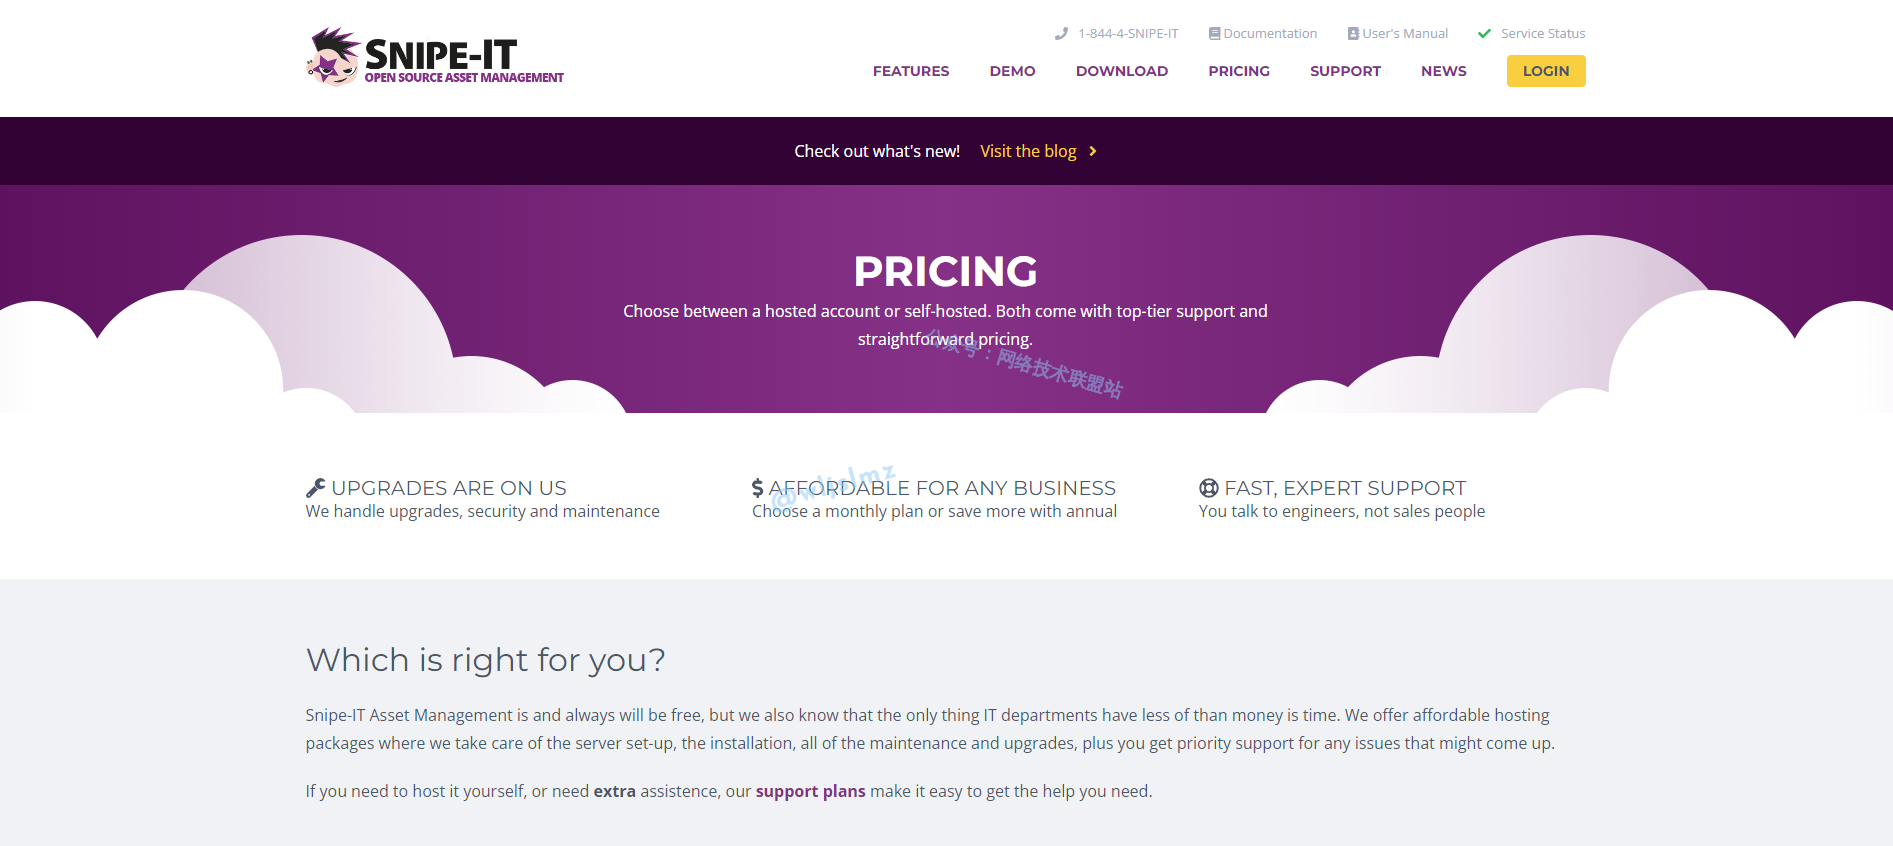 SNIPE-IT
OPEN SOURCE ASSET MANAGEMENT
1-844-4-SNIPE-IT Documentation User's Manual Service Status
FEATURES DEMO DOWNLOAD PRICING SUPPORT NEWS LOGIN
Check out what's new! Visit the blog
PRICING
Choose between a hosted account or self-hosted. Both come with top-tier support and
straightforward pricing.
公众号：网络技术联盟站
@wljslmz
UPGRADES ARE ON US
We handle upgrades, security and maintenance
AFFORDABLE FOR ANY BUSINESS
Choose a monthly plan or save more with annual
FAST, EXPERT SUPPORT
You talk to engineers, not sales people
Which is right for you?
Snipe-IT Asset Management is and always will be free, but we also know that the only thing IT departments have less of than money is time. We offer affordable hosting
packages where we take care of the server set-up, the installation, all of the maintenance and upgrades, plus you get priority support for any issues that might come up.
If you need to host it yourself, or need extra assistence, our support plans make it easy to get the help you need.